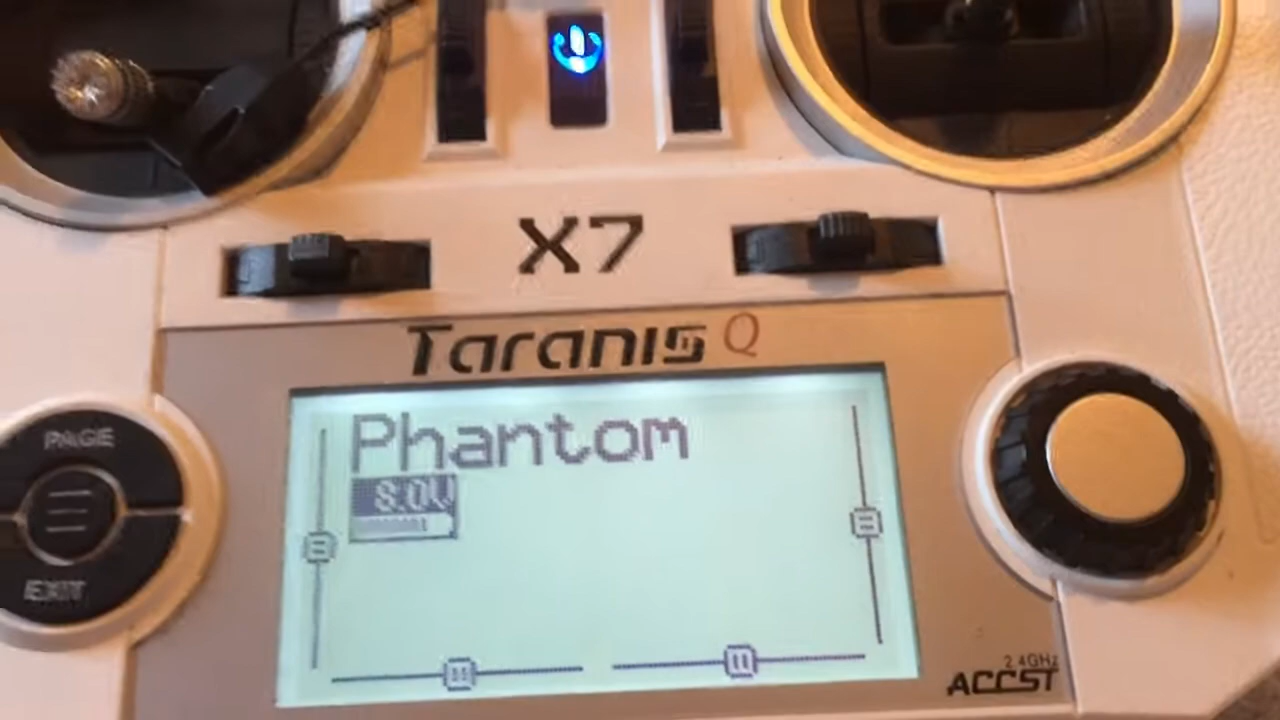 X7
Taranis Q
PAGE
Phantom
8.0V
EXIT
2.4GHz
ACCST